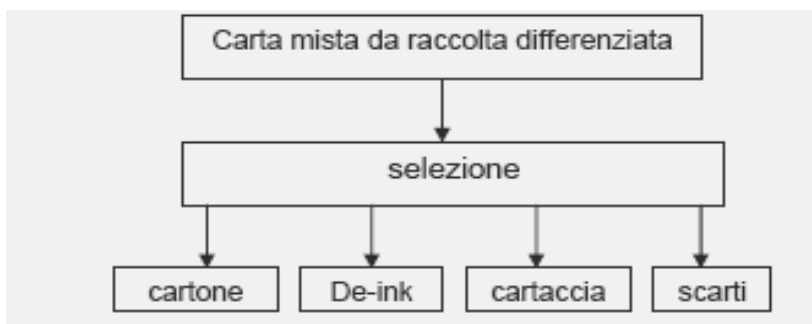 Carta mista da raccolta differenziata
selezione
cartone De-ink cartaccia scarti